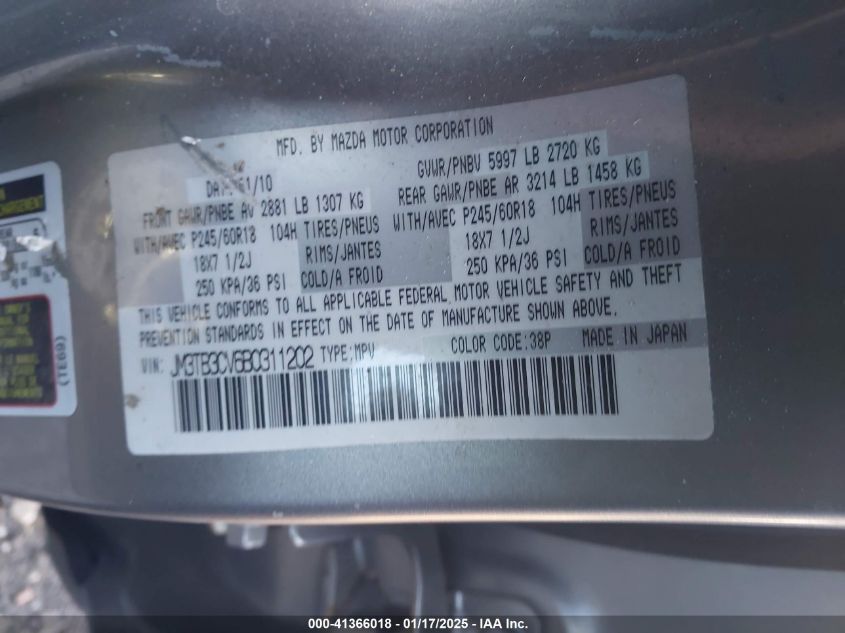 MFD. BY MAZDA MOTOR CORPORATION
GVWR/PNBV 5997 LB 2720 KG
FRONT GAWR/PNBE AV 2881 LB 1307 KG
REAR GAWR/PNBE AR 3214 LB 1458 KG
WITH/AVEC P245/60R18 104H TIRES/PNEUS
WITH/AVEC P245/60R18 104H TIRES/PNEUS
18X7 1/2J RIMS/JANTES
18X7 1/2J RIMS/JANTES
250 KPA/36 PSI COLD/A FROID
250 KPA/36 PSI COLD/A FROID
THIS VEHICLE CONFORMS TO ALL APPLICABLE FEDERAL MOTOR VEHICLE SAFETY AND THEFT
PREVENTION STANDARDS IN EFFECT ON THE DATE OF MANUFACTURE SHOWN ABOVE.
VIN: JM3TB3CV6B0311202 TYPE:MPV COLOR CODE:38P MADE IN JAPAN
(TE69)
000-41366018 — 01/17/2025 — IAA Inc.